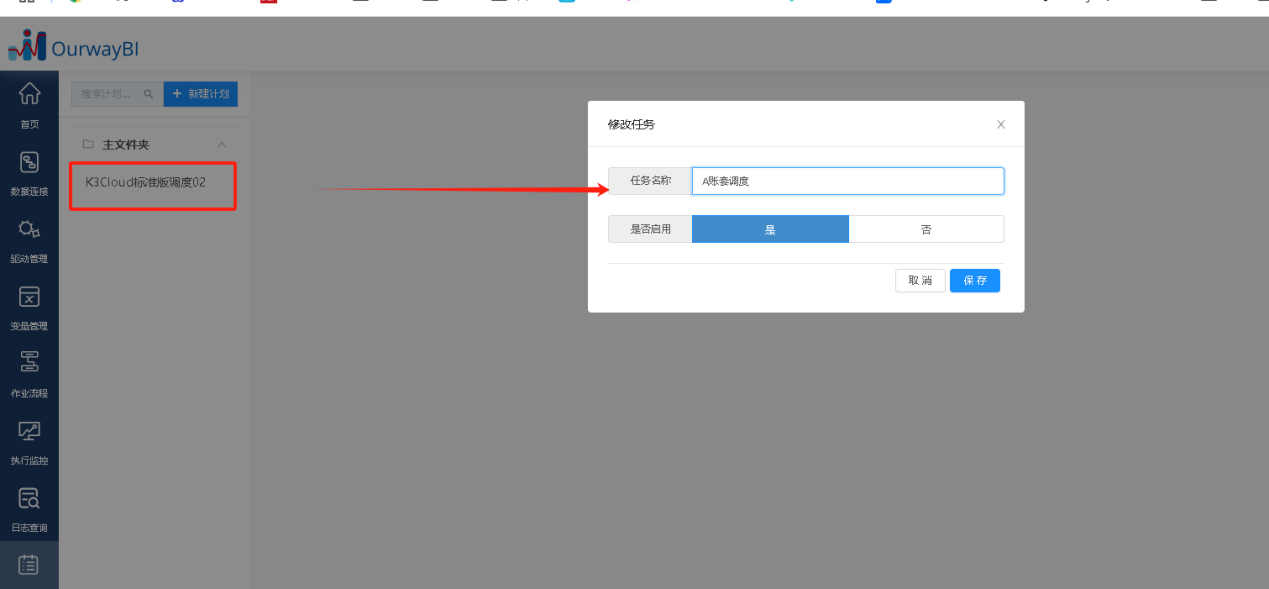 OurwayBI
搜索计划...
+ 新建计划
首页
主文件夹
K3Cloud标准版调度02
数据连接
驱动管理
变量管理
作业流程
执行监控
日志查询
修改任务
任务名称
A账套调度
是否启用
是
否
取 消
保 存